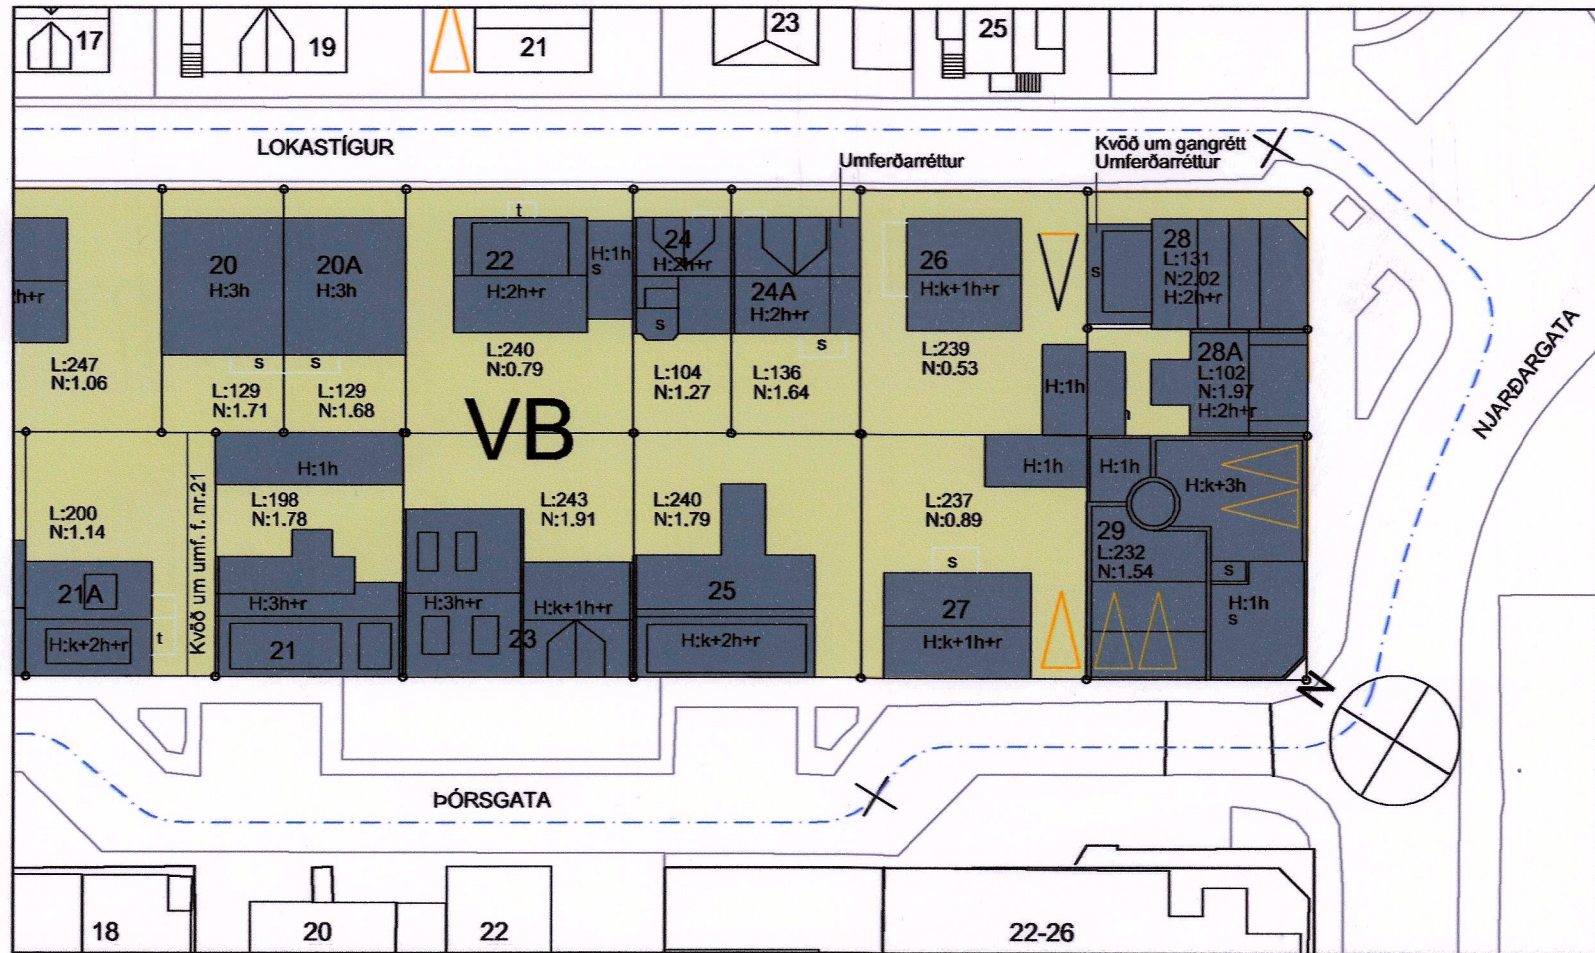 17
19
21
23
25
LOKASTÍGUR
Umferðarréttur
Kvöð um gangrétt
Umferðarréttur
NJARÐARGATA
2h+r
L:247
N:1.06
20
H:3h
s
L:129
N:1.71
20A
H:3h
s
L:129
N:1.68
t
22
H:2h+r
H:1h
s
L:240
N:0.79
24
H:2h+r
s
L:104
N:1.27
24A
H:2h+r
s
L:136
N:1.64
26
H:k+1h+r
L:239
N:0.53
H:1h
s
28
L:131
N:2.02
H:2h+r
28A
L:102
N:1.97
H:2h+r
VB
L:200
N:1.14
21A
H:k+2h+r
t
Kvöð um umf. f. nr.21
H:1h
L:198
N:1.78
H:3h+r
21
L:243
N:1.91
H:3h+r
H:k+1h+r
23
L:240
N:1.79
25
H:k+2h+r
L:237
N:0.89
H:1h
s
27
H:k+1h+r
H:1h
H:k+3h
29
L:232
N:1.54
s
H:1h
s
N
ÞÓRSGATA
18
20
22
22-26